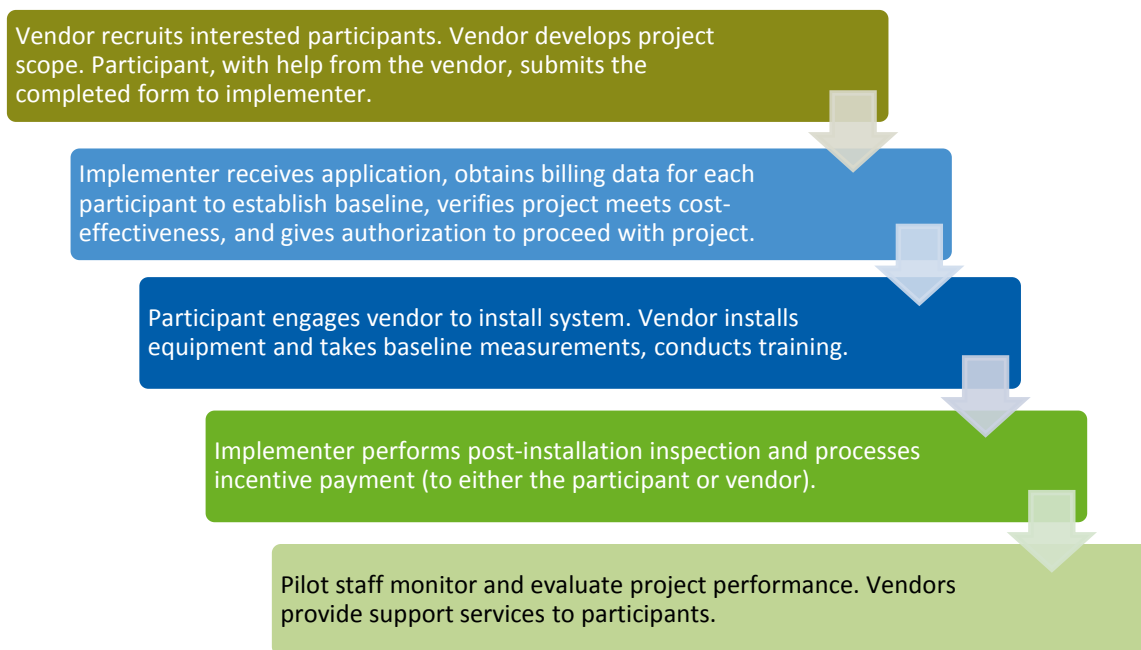 Vendor recruits interested participants. Vendor develops project
scope. Participant, with help from the vendor, submits the
completed form to implementer.
Implementer receives application, obtains billing data for each
participant to establish baseline, verifies project meets cost-
effectiveness, and gives authorization to proceed with project.
Participant engages vendor to install system. Vendor installs
equipment and takes baseline measurements, conducts training.
Implementer performs post-installation inspection and processes
incentive payment (to either the participant or vendor).
Pilot staff monitor and evaluate project performance. Vendors
provide support services to participants.